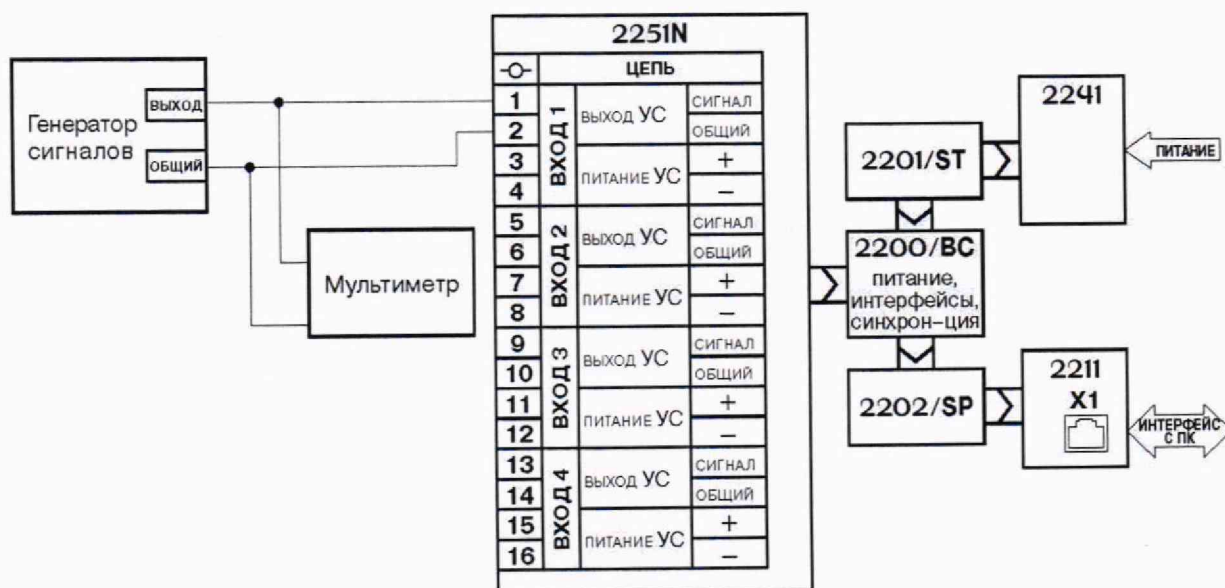 Генератор
сигналов
ВЫХОД
ОБЩИЙ
Мультиметр
2251N
ЦЕПЬ
1
2
3
4
ВХОД 1
ВЫХОД УС
СИГНАЛ
ОБЩИЙ
ПИТАНИЕ УС
+
–
5
6
7
8
ВХОД 2
ВЫХОД УС
СИГНАЛ
ОБЩИЙ
ПИТАНИЕ УС
+
–
9
10
11
12
ВХОД 3
ВЫХОД УС
СИГНАЛ
ОБЩИЙ
ПИТАНИЕ УС
+
–
13
14
15
16
ВХОД 4
ВЫХОД УС
СИГНАЛ
ОБЩИЙ
ПИТАНИЕ УС
+
–
2201/ST
2241
ПИТАНИЕ
2200/BC
питание,
интерфейсы,
синхрон–ция
2202/SP
2211
X1
ИНТЕРФЕЙС
С ПК